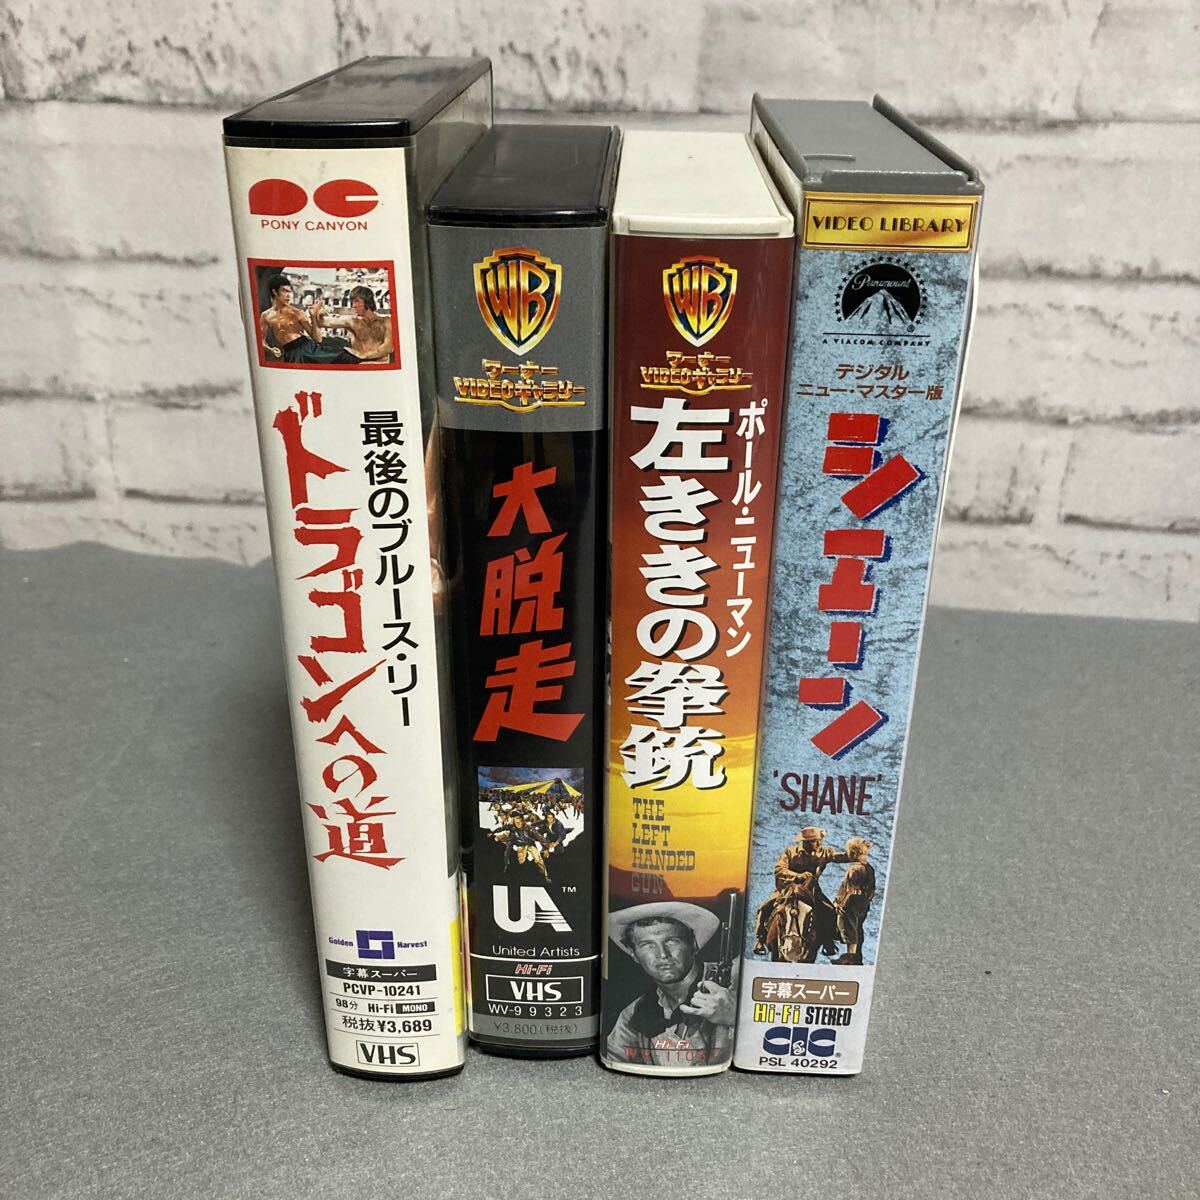 PONY CANYON
最後のブルース・リー
ドラゴンへの道
Golden Harvest
字幕スーパー
PCVP-10241
98分 Hi-Fi MONO
税抜¥3,689
VHS
WB
ワーナー
VIDEOギャラリー
大脱走
UA™
United Artists
Hi-Fi
VHS
WV-99323
¥3,800(税抜)
WB
ワーナー
VIDEOギャラリー
ポール・ニューマン
左ききの拳銃
THE
LEFT
HANDED
GUN
Hi-Fi
VIDEO LIBRARY
Paramount
A VIACOM COMPANY
デジタル
ニュー・マスター版
シェーン
'SHANE'
字幕スーパー
Hi-Fi STEREO
CIC
PSL 40292